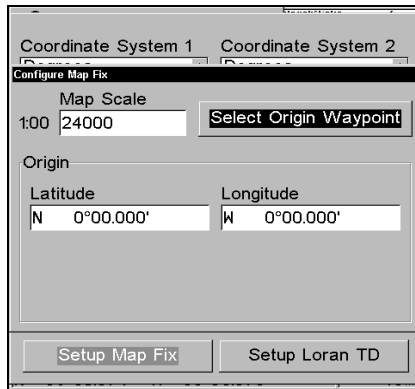 Coordinate System 1 Coordinate System 2
Degrees
Configure Map Fix
Map Scale
1:00 24000 Select Origin Waypoint
Origin
Latitude Longitude
N 0°00.000' W 0°00.000'
Setup Map Fix Setup Loran TD